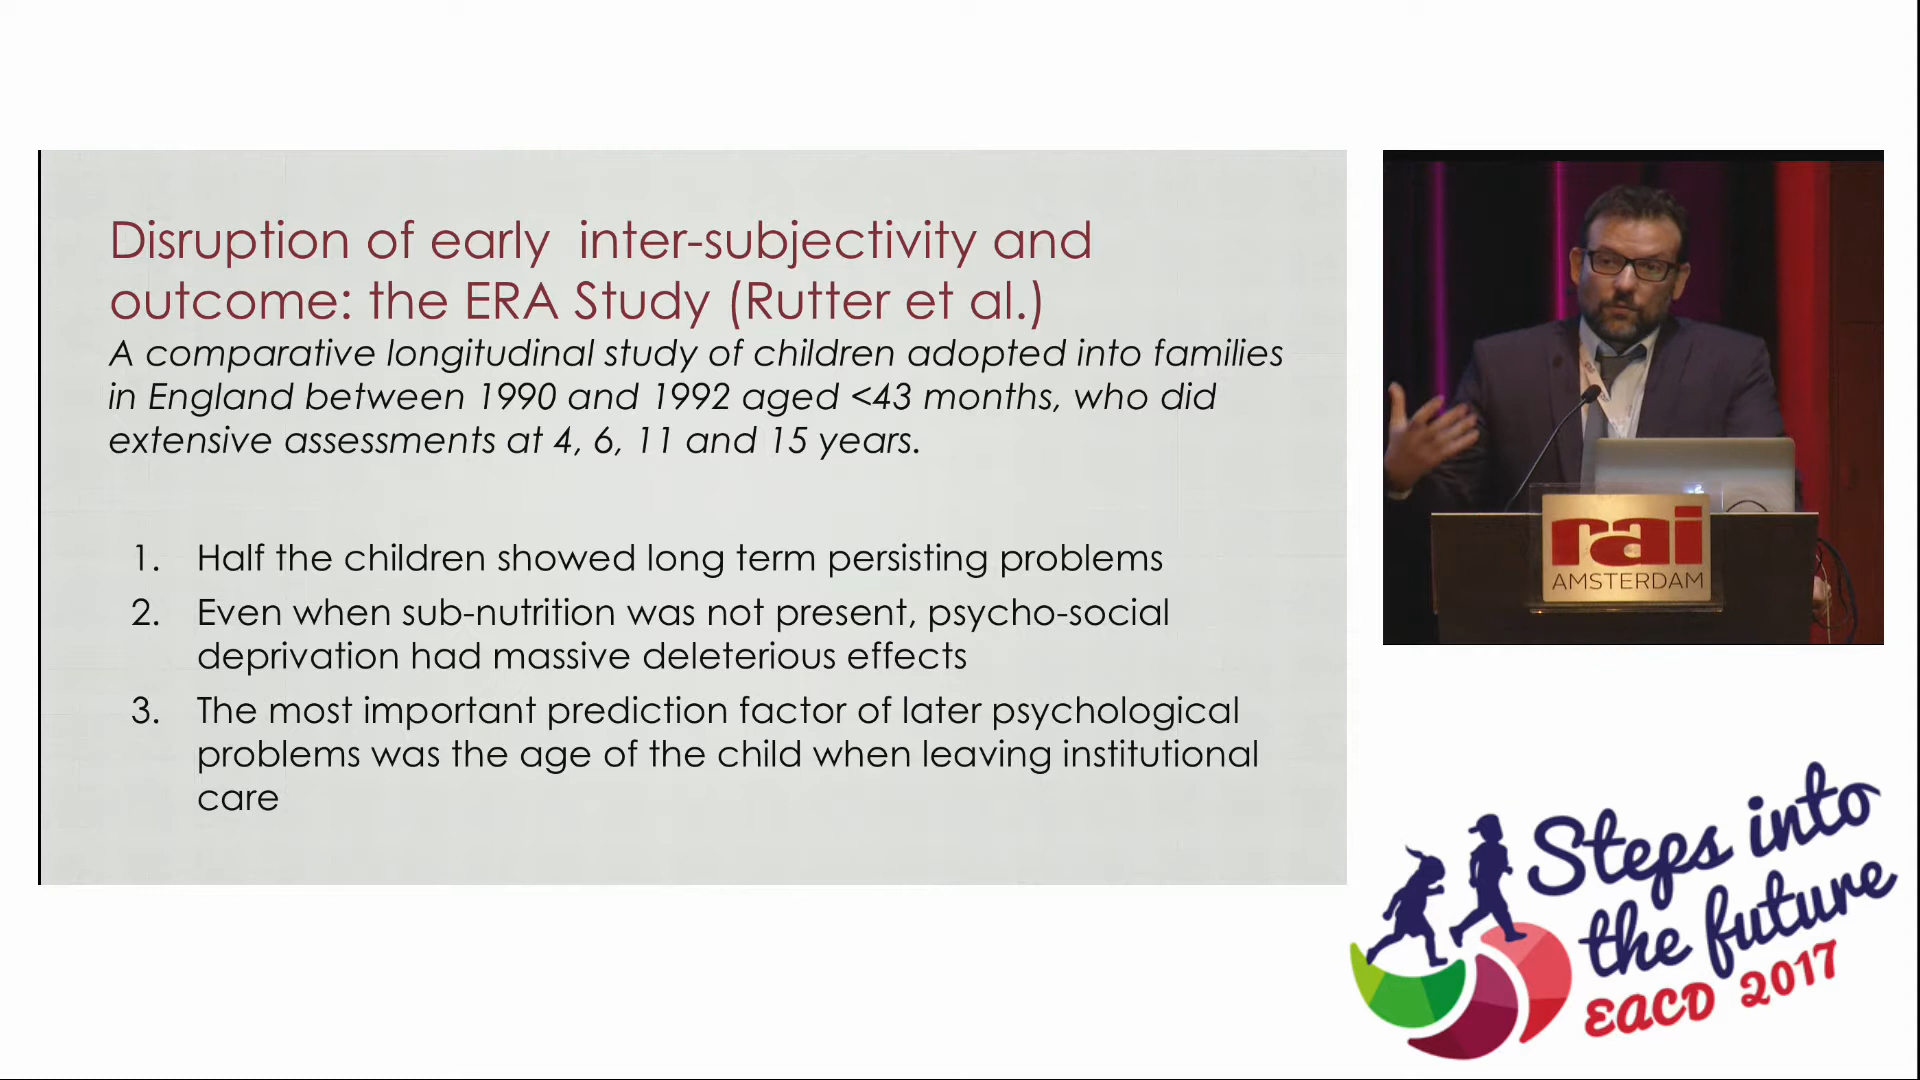 Disruption of early inter-subjectivity and
outcome: the ERA Study (Rutter et al.)
A comparative longitudinal study of children adopted into families
in England between 1990 and 1992 aged <43 months, who did
extensive assessments at 4, 6, 11 and 15 years.
1. Half the children showed long term persisting problems
2. Even when sub-nutrition was not present, psycho-social
deprivation had massive deleterious effects
3. The most important prediction factor of later psychological
problems was the age of the child when leaving institutional
care
rai
AMSTERDAM
Steps into
the future
EACD 2017